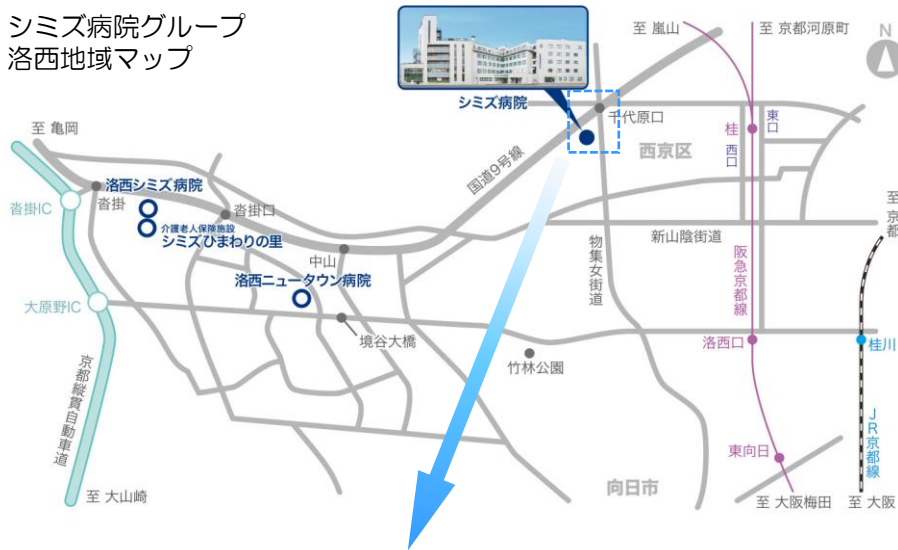 シミズ病院グループ
洛西地域マップ
至 嵐山
至 京都河原町
N
シミズ病院
千代原口
桂
東口
西口
西京区
至 亀岡
国道9号線
洛西シミズ病院
沓掛IC
沓掛
沓掛口
介護老人保険施設
シミズひまわりの里
至 京都
新山陰街道
中山
物集女街道
阪急京都線
洛西ニュータウン病院
大原野IC
境谷大橋
洛西口
桂川
竹林公園
京都縦貫自動車道
JR京都線
東向日
向日市
至 大山崎
至 大阪梅田
至 大阪